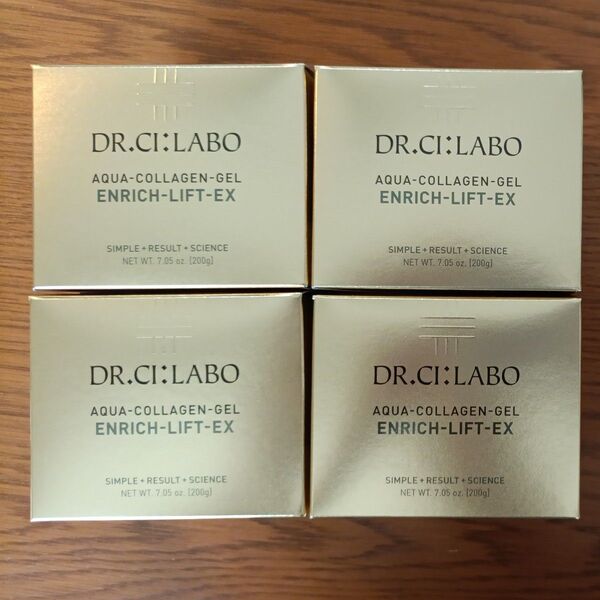 DR.CI:LABO
AQUA-COLLAGEN-GEL
ENRICH-LIFT-EX
SIMPLE + RESULT + SCIENCE
NET WT. 7.05 oz. [200g]
DR.CI:LABO
AQUA-COLLAGEN-GEL
ENRICH-LIFT-EX
SIMPLE + RESULT + SCIENCE
NET WT. 7.05 oz. [200g]
DR.CI:LABO
AQUA-COLLAGEN-GEL
ENRICH-LIFT-EX
SIMPLE + RESULT + SCIENCE
NET WT. 7.05 oz. [200g]
DR.CI:LABO
AQUA-COLLAGEN-GEL
ENRICH-LIFT-EX
SIMPLE + RESULT + SCIENCE
NET WT. 7.05 oz. [200g]